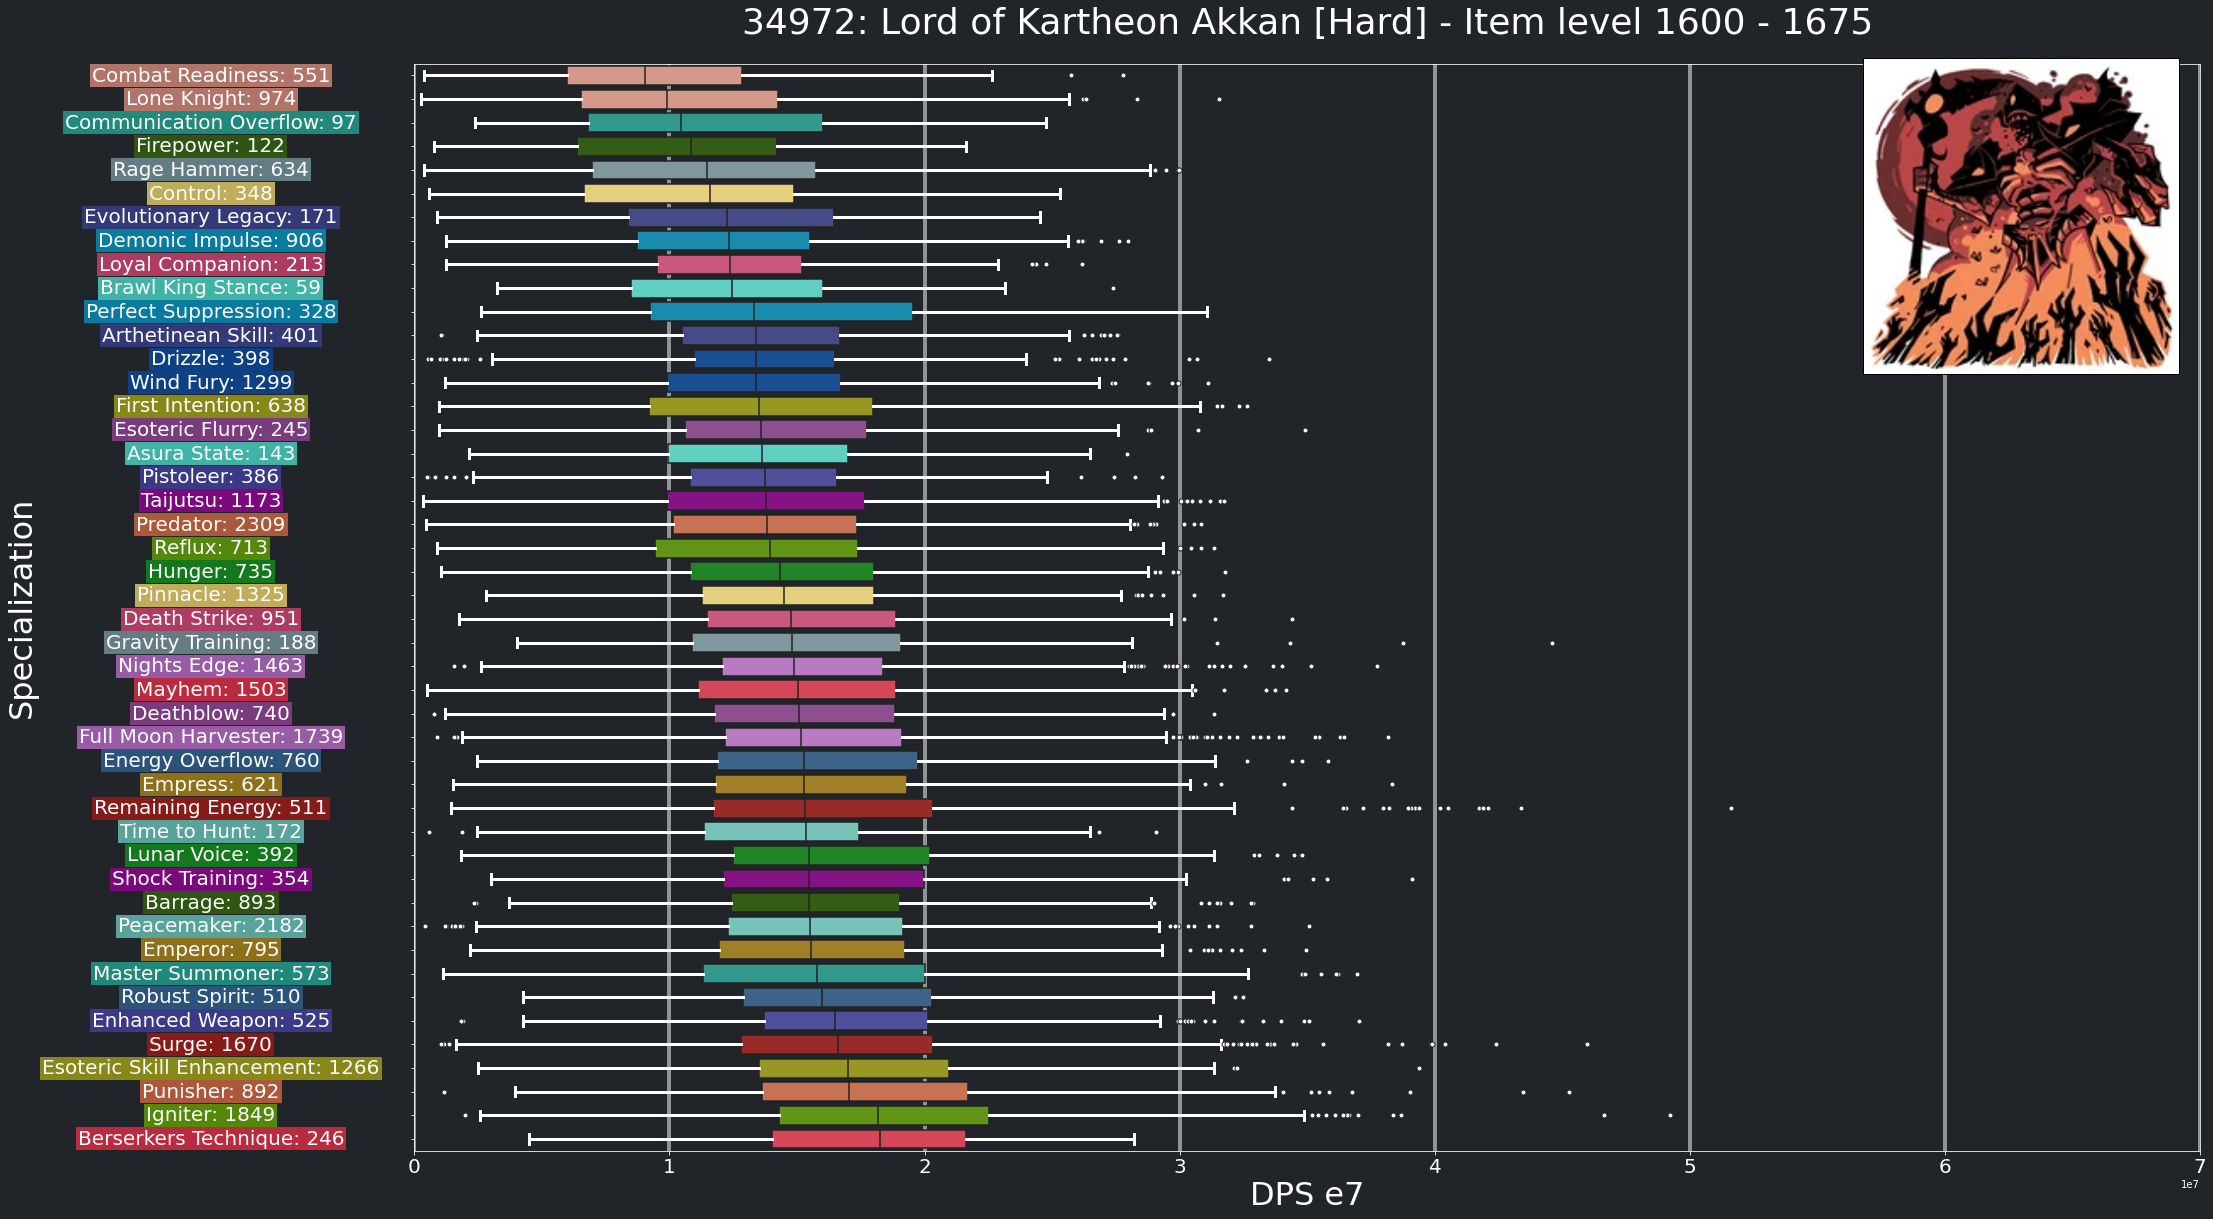 34972: Lord of Kartheon Akkan [Hard] - Item level 1600 - 1675
Specialization
Combat Readiness: 551
Lone Knight: 974
Communication Overflow: 97
Firepower: 122
Rage Hammer: 634
Control: 348
Evolutionary Legacy: 171
Demonic Impulse: 906
Loyal Companion: 213
Brawl King Stance: 59
Perfect Suppression: 328
Arthetinean Skill: 401
Drizzle: 398
Wind Fury: 1299
First Intention: 638
Esoteric Flurry: 245
Asura State: 143
Pistoleer: 386
Taijutsu: 1173
Predator: 2309
Reflux: 713
Hunger: 735
Pinnacle: 1325
Death Strike: 951
Gravity Training: 188
Nights Edge: 1463
Mayhem: 1503
Deathblow: 740
Full Moon Harvester: 1739
Energy Overflow: 760
Empress: 621
Remaining Energy: 511
Time to Hunt: 172
Lunar Voice: 392
Shock Training: 354
Barrage: 893
Peacemaker: 2182
Emperor: 795
Master Summoner: 573
Robust Spirit: 510
Enhanced Weapon: 525
Surge: 1670
Esoteric Skill Enhancement: 1266
Punisher: 892
Igniter: 1849
Berserkers Technique: 246
0 1 2 3 4 5 6 7
1e7
DPS e7